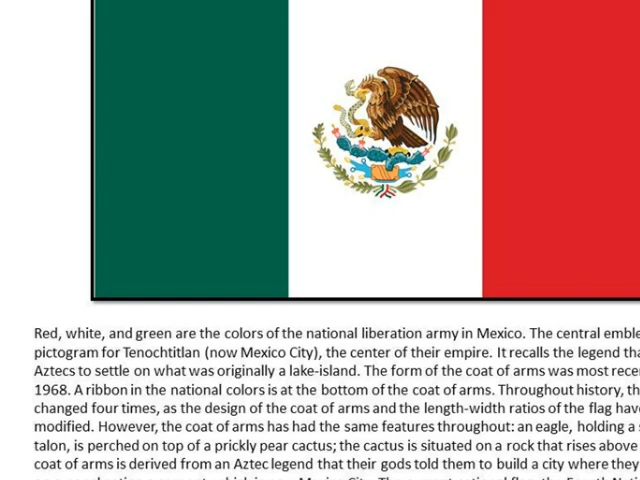 Red, white, and green are the colors of the national liberation army in Mexico. The central
pictogram for Tenochtitlan (now Mexico City), the center of their empire. It recalls the legend
Aztecs to settle on what was originally a lake-island. The form of the coat of arms was most
1968. A ribbon in the national colors is at the bottom of the coat of arms. Throughout history,
changed four times, as the design of the coat of arms and the length-width ratios of the flag
modified. However, the coat of arms has had the same features throughout: an eagle, holding a
talon, is perched on top of a prickly pear cactus; the cactus is situated on a rock that rises above
coat of arms is derived from an Aztec legend that their gods told them to build a city where they